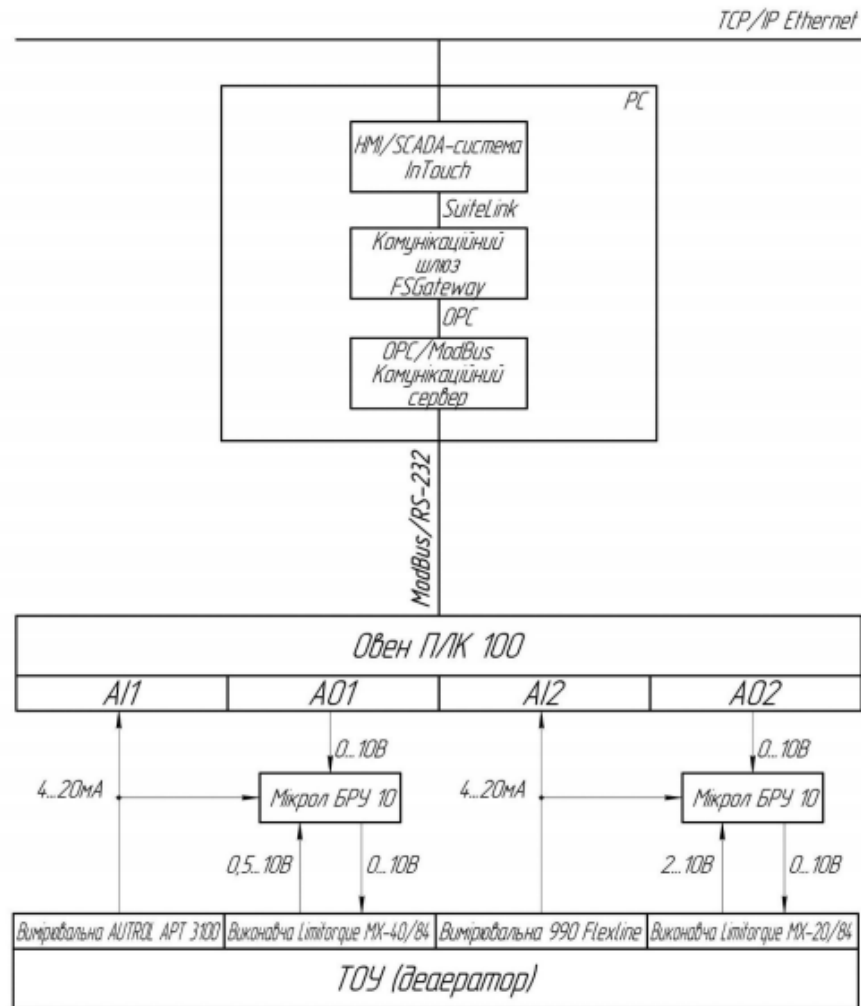 TCP/IP Ethernet
PC
HMI/SCADA-система
InTouch
SuiteLink
Комунікаційний
шлюз
FSGateway
OPC
OPC/ModBus
Комунікаційний
сервер
ModBus/RS-232
Овен ПЛК 100
AI1
AO1
AI2
AO2
0...10В
0...10В
4...20мА
Мікрол БРУ 10
4...20мА
Мікрол БРУ 10
0,5...10В
0...10В
2...10В
0...10В
Вимірювальна AUTROL APT 3100
Виконавча Limitorque MX-40/84
Вимірювальна 990 Flexline
Виконавча Limitorque MX-20/84
ТОУ (деаератор)